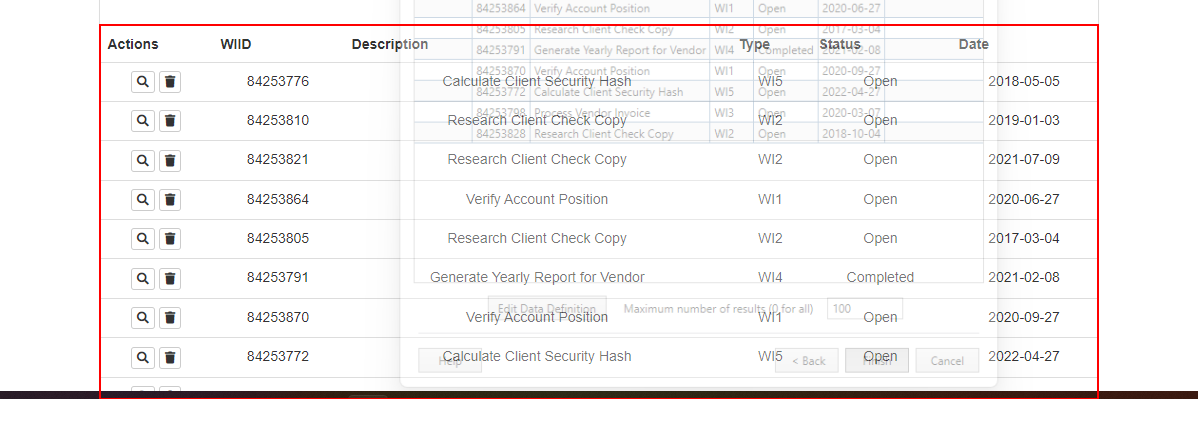 84253864 Verify Account Position WI1 Open 2020-06-27
84253805 Research Client Check Copy WI2 Open 2017-03-04
84253791 Generate Yearly Report for Vendor WI4 Completed 2021-02-08
84253870 Verify Account Position WI1 Open 2020-09-27
84253772 Calculate Client Security Hash WI5 Open 2022-04-27
84253798 Process Vendor Invoice WI3 Open 2020-03-07
84253828 Research Client Check Copy WI2 Open 2018-10-04
Actions WIID Description Type Status Date
84253776 Calculate Client Security Hash WI5 Open 2018-05-05
84253810 Research Client Check Copy WI2 Open 2019-01-03
84253821 Research Client Check Copy WI2 Open 2021-07-09
84253864 Verify Account Position WI1 Open 2020-06-27
84253805 Research Client Check Copy WI2 Open 2017-03-04
84253791 Generate Yearly Report for Vendor WI4 Completed 2021-02-08
Edit Data Definition Maximum number of results (0 for all) 100
84253870 Verify Account Position WI1 Open 2020-09-27
84253772 Calculate Client Security Hash WI5 Open 2022-04-27
Help < Back Finish Cancel